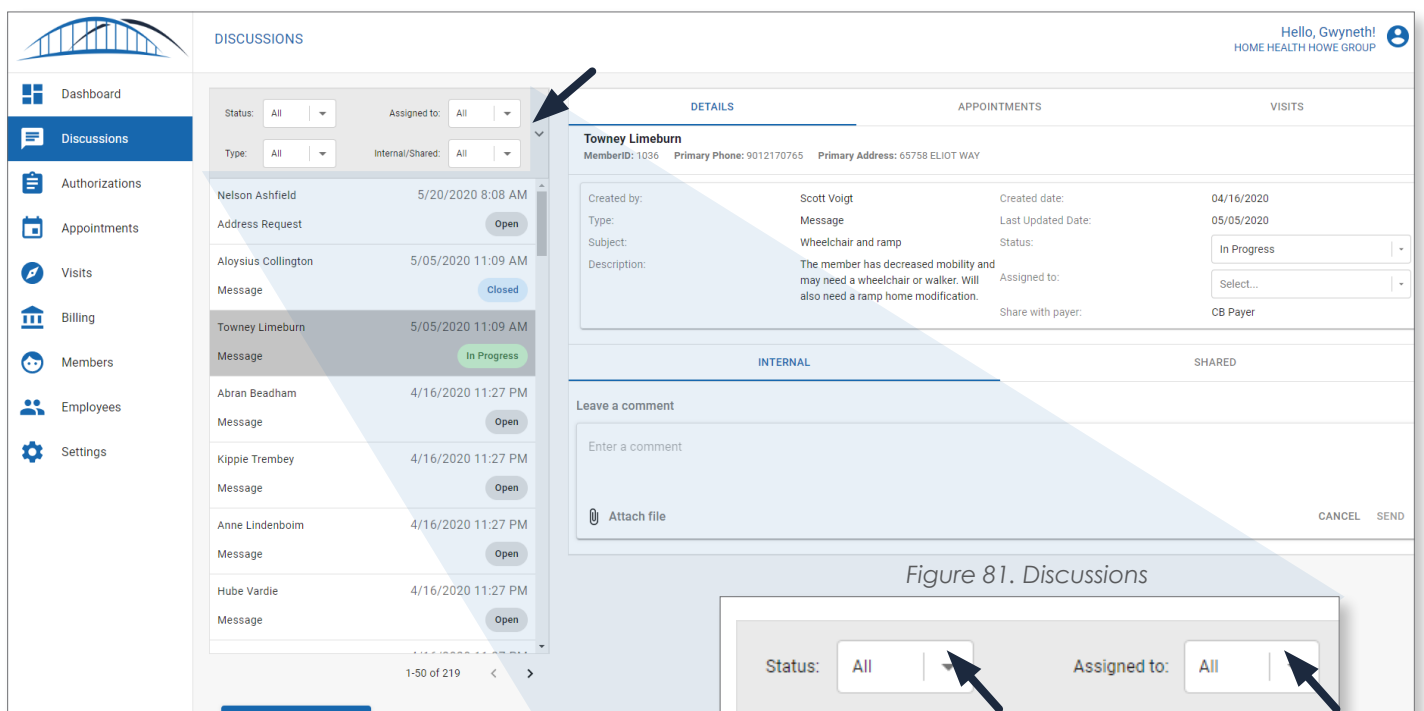 DISCUSSIONS
Hello, Gwyneth!
HOME HEALTH HOWE GROUP
Dashboard
Discussions
Authorizations
Appointments
Visits
Billing
Members
Employees
Settings
Status: All Assigned to: All
Type: All Internal/Shared: All
Nelson Ashfield 5/20/2020 8:08 AM
Address Request Open
Aloysius Collington 5/05/2020 11:09 AM
Message Closed
Towney Limeburn 5/05/2020 11:09 AM
Message In Progress
Abran Beadham 4/16/2020 11:27 PM
Message Open
Kippie Trembey 4/16/2020 11:27 PM
Message Open
Anne Lindenboim 4/16/2020 11:27 PM
Message Open
Hube Vardie 4/16/2020 11:27 PM
Message Open
1-50 of 219
DETAILS APPOINTMENTS VISITS
Towney Limeburn
MemberID: 1036 Primary Phone: 9012170765 Primary Address: 65758 ELIOT WAY
Created by: Scott Voigt
Type: Message
Subject: Wheelchair and ramp
Description: The member has decreased mobility and
may need a wheelchair or walker. Will
also need a ramp home modification.
Created date: 04/16/2020
Last Updated Date: 05/05/2020
Status: In Progress
Assigned to: Select...
Share with payer: CB Payer
INTERNAL SHARED
Leave a comment
Enter a comment
Attach file CANCEL SEND
Figure 81. Discussions
Status: All Assigned to: All